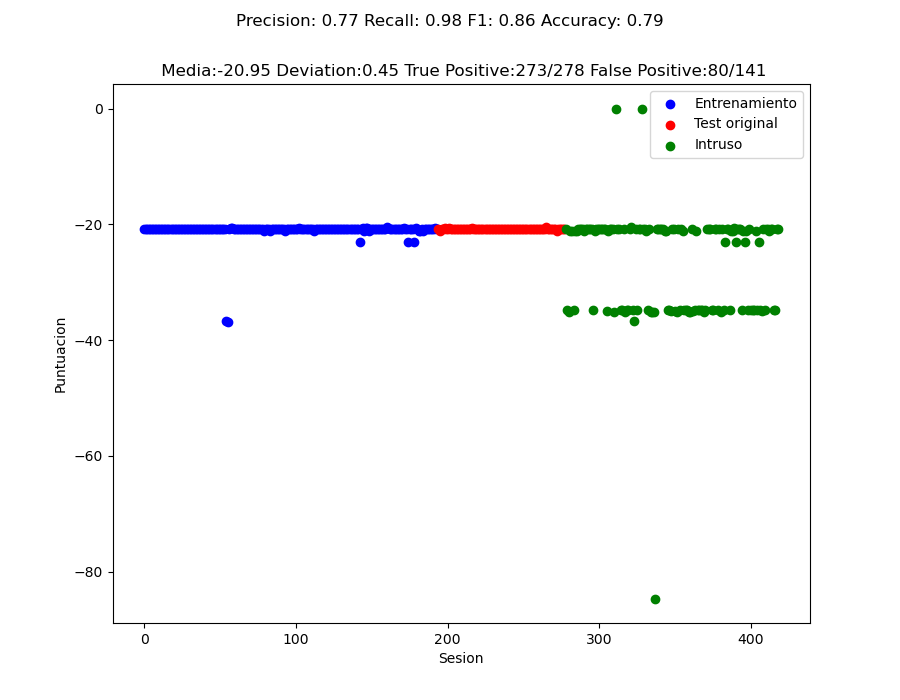 Precision: 0.77 Recall: 0.98 F1: 0.86 Accuracy: 0.79
Media:-20.95 Deviation:0.45 True Positive:273/278 False Positive:80/141
Entrenamiento
Test original
Intruso
Puntuacion
0
−20
−40
−60
−80
0 100 200 300 400
Sesion